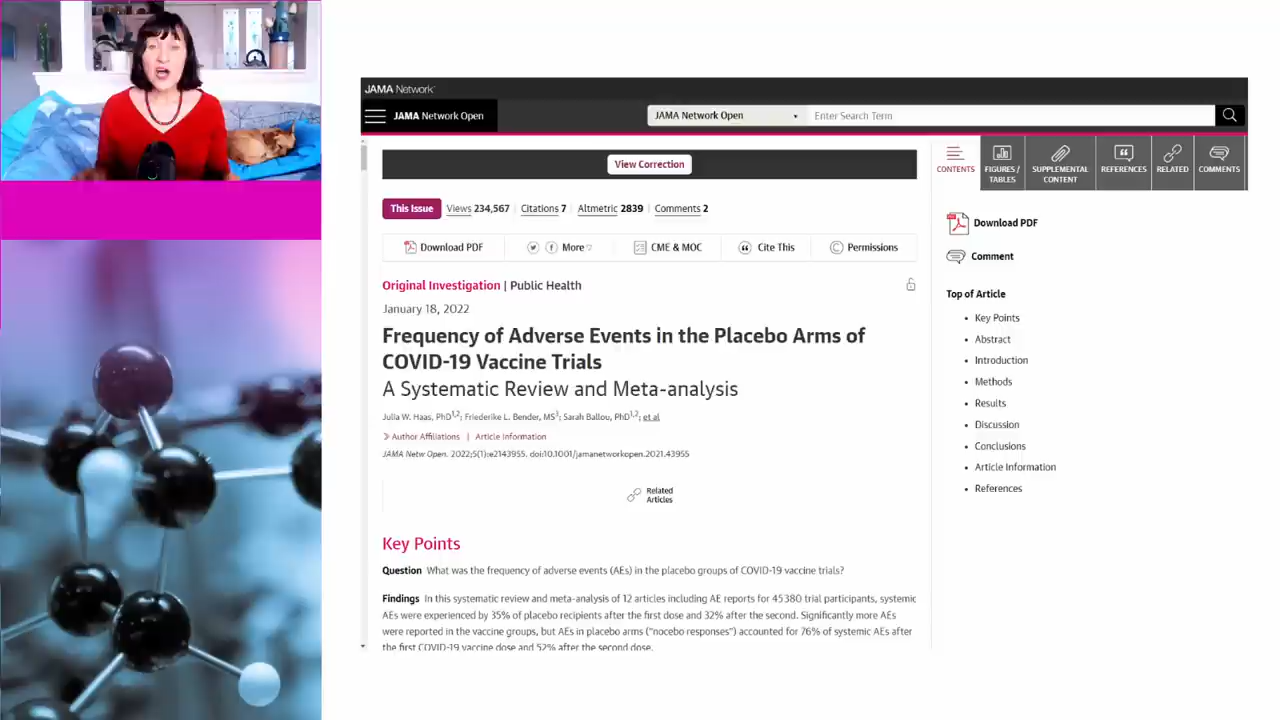 JAMA Network
JAMA Network Open
JAMA Network Open
Enter Search Term
View Correction
CONTENTS
FIGURES / TABLES
SUPPLEMENTAL CONTENT
REFERENCES
RELATED
COMMENTS
This Issue Views 234,567 | Citations 7 | Altmetric 2839 | Comments 2
Download PDF
More
CME & MOC
Cite This
Permissions
Original Investigation | Public Health
January 18, 2022
Frequency of Adverse Events in the Placebo Arms of
COVID-19 Vaccine Trials
A Systematic Review and Meta-analysis
Julia W. Haas, PhD1,2; Friederike L. Bender, MS3; Sarah Ballou, PhD1,2; et al
Author Affiliations | Article Information
JAMA Netw Open. 2022;5(1):e2143955. doi:10.1001/jamanetworkopen.2021.43955
Related
Articles
Key Points
Question What was the frequency of adverse events (AEs) in the placebo groups of COVID-19 vaccine trials?
Findings In this systematic review and meta-analysis of 12 articles including AE reports for 45380 trial participants, systemic
AEs were experienced by 35% of placebo recipients after the first dose and 32% after the second. Significantly more AEs
were reported in the vaccine groups, but AEs in placebo arms ("nocebo responses") accounted for 76% of systemic AEs after
the first COVID-19 vaccine dose and 52% after the second dose.
Download PDF
Comment
Top of Article
Key Points
Abstract
Introduction
Methods
Results
Discussion
Conclusions
Article Information
References